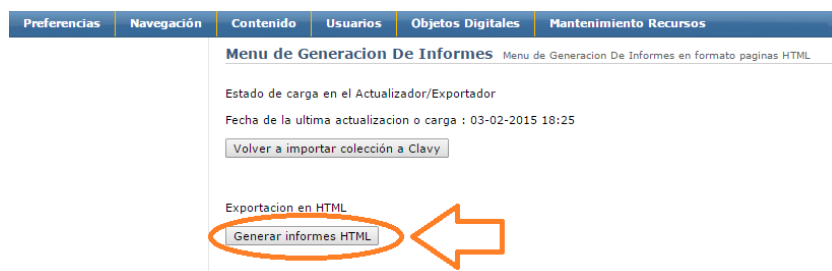 Preferencias Navegación Contenido Usuarios Objetos Digitales Mantenimiento Recursos
Menu de Generacion De Informes Menu de Generacion De Informes en formato paginas HTML
Estado de carga en el Actualizador/Exportador
Fecha de la ultima actualizacion o carga : 03-02-2015 18:25
Volver a importar colección a Clavy
Exportacion en HTML
Generar informes HTML